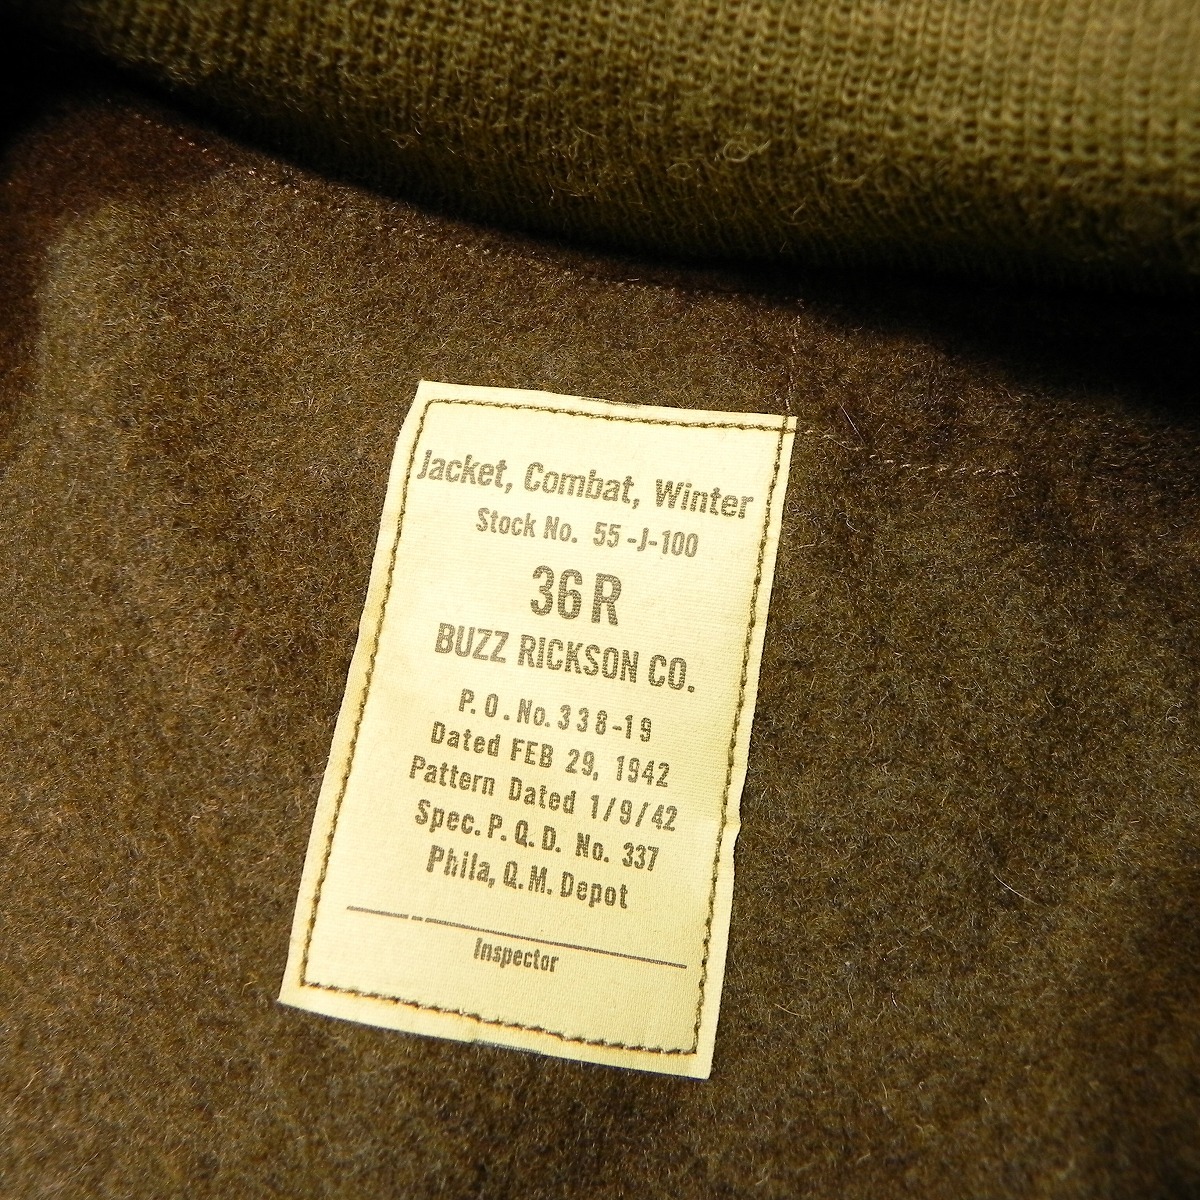 Jacket, Combat, Winter
Stock No. 55-J-100
36R
BUZZ RICKSON CO.
P.O. No. 338-19
Dated FEB 29, 1942
Pattern Dated 1/9/42
Spec. P.Q.D. No. 337
Phila, Q.M. Depot
Inspector